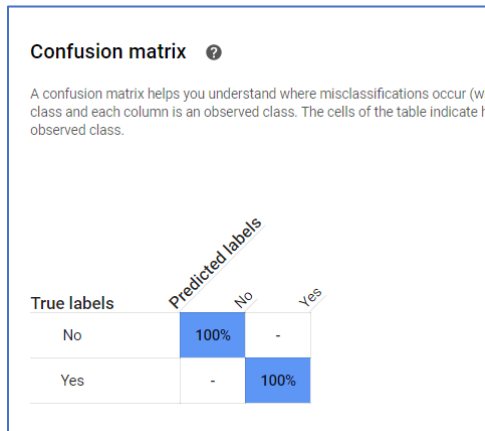 Confusion matrix ?
A confusion matrix helps you understand where misclassifications occur (w
class and each column is an observed class. The cells of the table indicate h
observed class.
Predicted labels
No
Yes
True labels
No 100% -
Yes - 100%